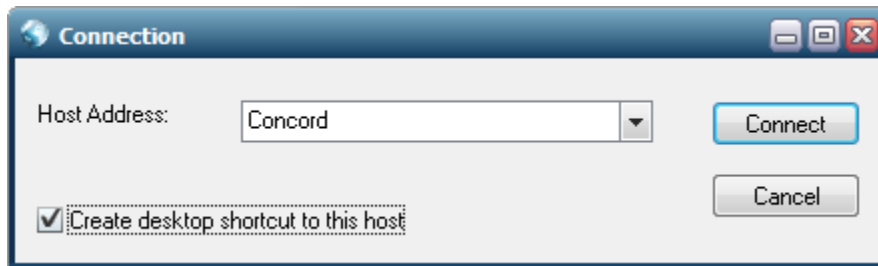 Connection
Host Address:
Concord
Connect
Cancel
Create desktop shortcut to this host